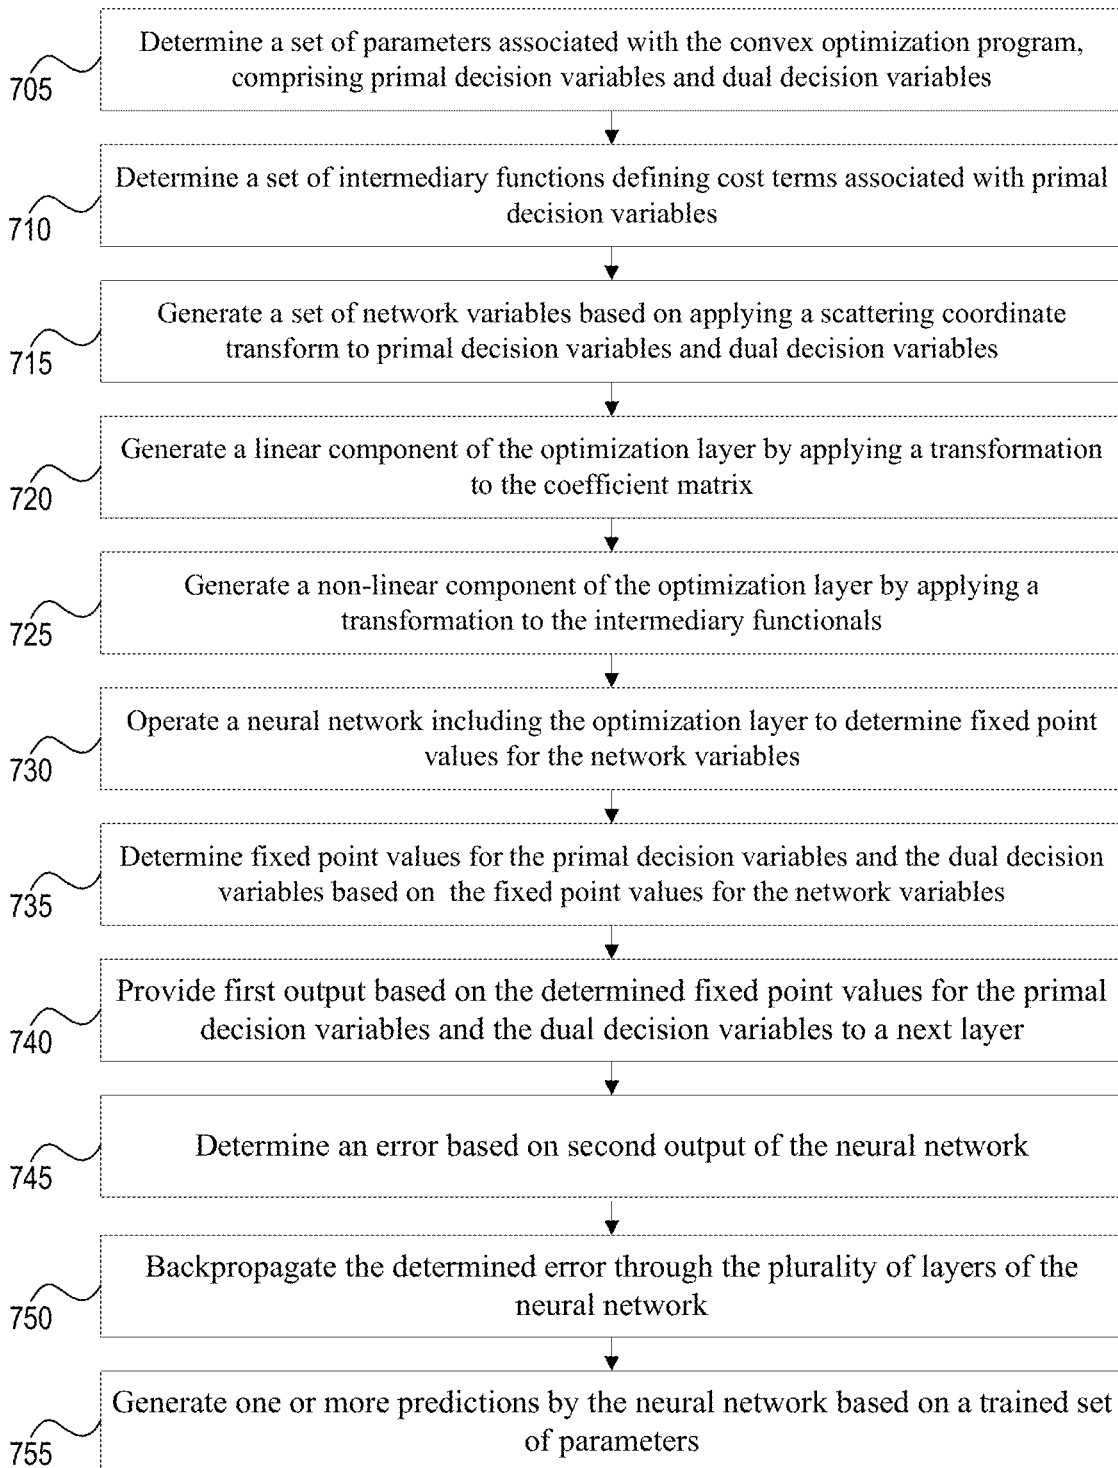 Determine a set of parameters associated with the convex optimization program,
comprising primal decision variables and dual decision variables
705
Determine a set of intermediary functions defining cost terms associated with primal
decision variables
710
Generate a set of network variables based on applying a scattering coordinate
transform to primal decision variables and dual decision variables
715
Generate a linear component of the optimization layer by applying a transformation
to the coefficient matrix
720
Generate a non-linear component of the optimization layer by applying a
transformation to the intermediary functionals
725
Operate a neural network including the optimization layer to determine fixed point
values for the network variables
730
Determine fixed point values for the primal decision variables and the dual decision
variables based on the fixed point values for the network variables
735
Provide first output based on the determined fixed point values for the primal
decision variables and the dual decision variables to a next layer
740
Determine an error based on second output of the neural network
745
Backpropagate the determined error through the plurality of layers of the
neural network
750
Generate one or more predictions by the neural network based on a trained set
of parameters
755